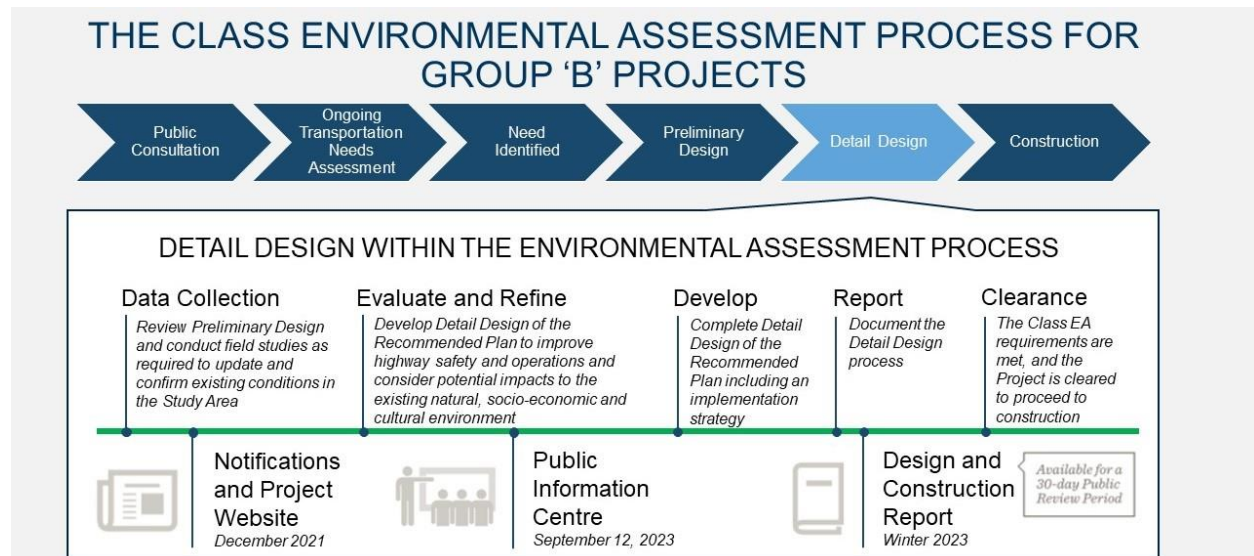 THE CLASS ENVIRONMENTAL ASSESSMENT PROCESS FOR
GROUP ‘B’ PROJECTS
Public
Consultation
Ongoing
Transportation
Needs
Assessment
Need
Identified
Preliminary
Design
Detail Design
Construction
DETAIL DESIGN WITHIN THE ENVIRONMENTAL ASSESSMENT PROCESS
Data Collection
Review Preliminary Design
and conduct field studies as
required to update and
confirm existing conditions in
the Study Area
Evaluate and Refine
Develop Detail Design of the
Recommended Plan to improve
highway safety and operations and
consider potential impacts to the
existing natural, socio-economic and
cultural environment
Develop
Complete Detail
Design of the
Recommended
Plan including an
implementation
strategy
Report
Document the
Detail Design
process
Clearance
The Class EA
requirements are
met, and the
Project is cleared
to proceed to
construction
Notifications
and Project
Website
December 2021
Public
Information
Centre
September 12, 2023
Design and
Construction
Report
Winter 2023
Available for a
30-day Public
Review Period